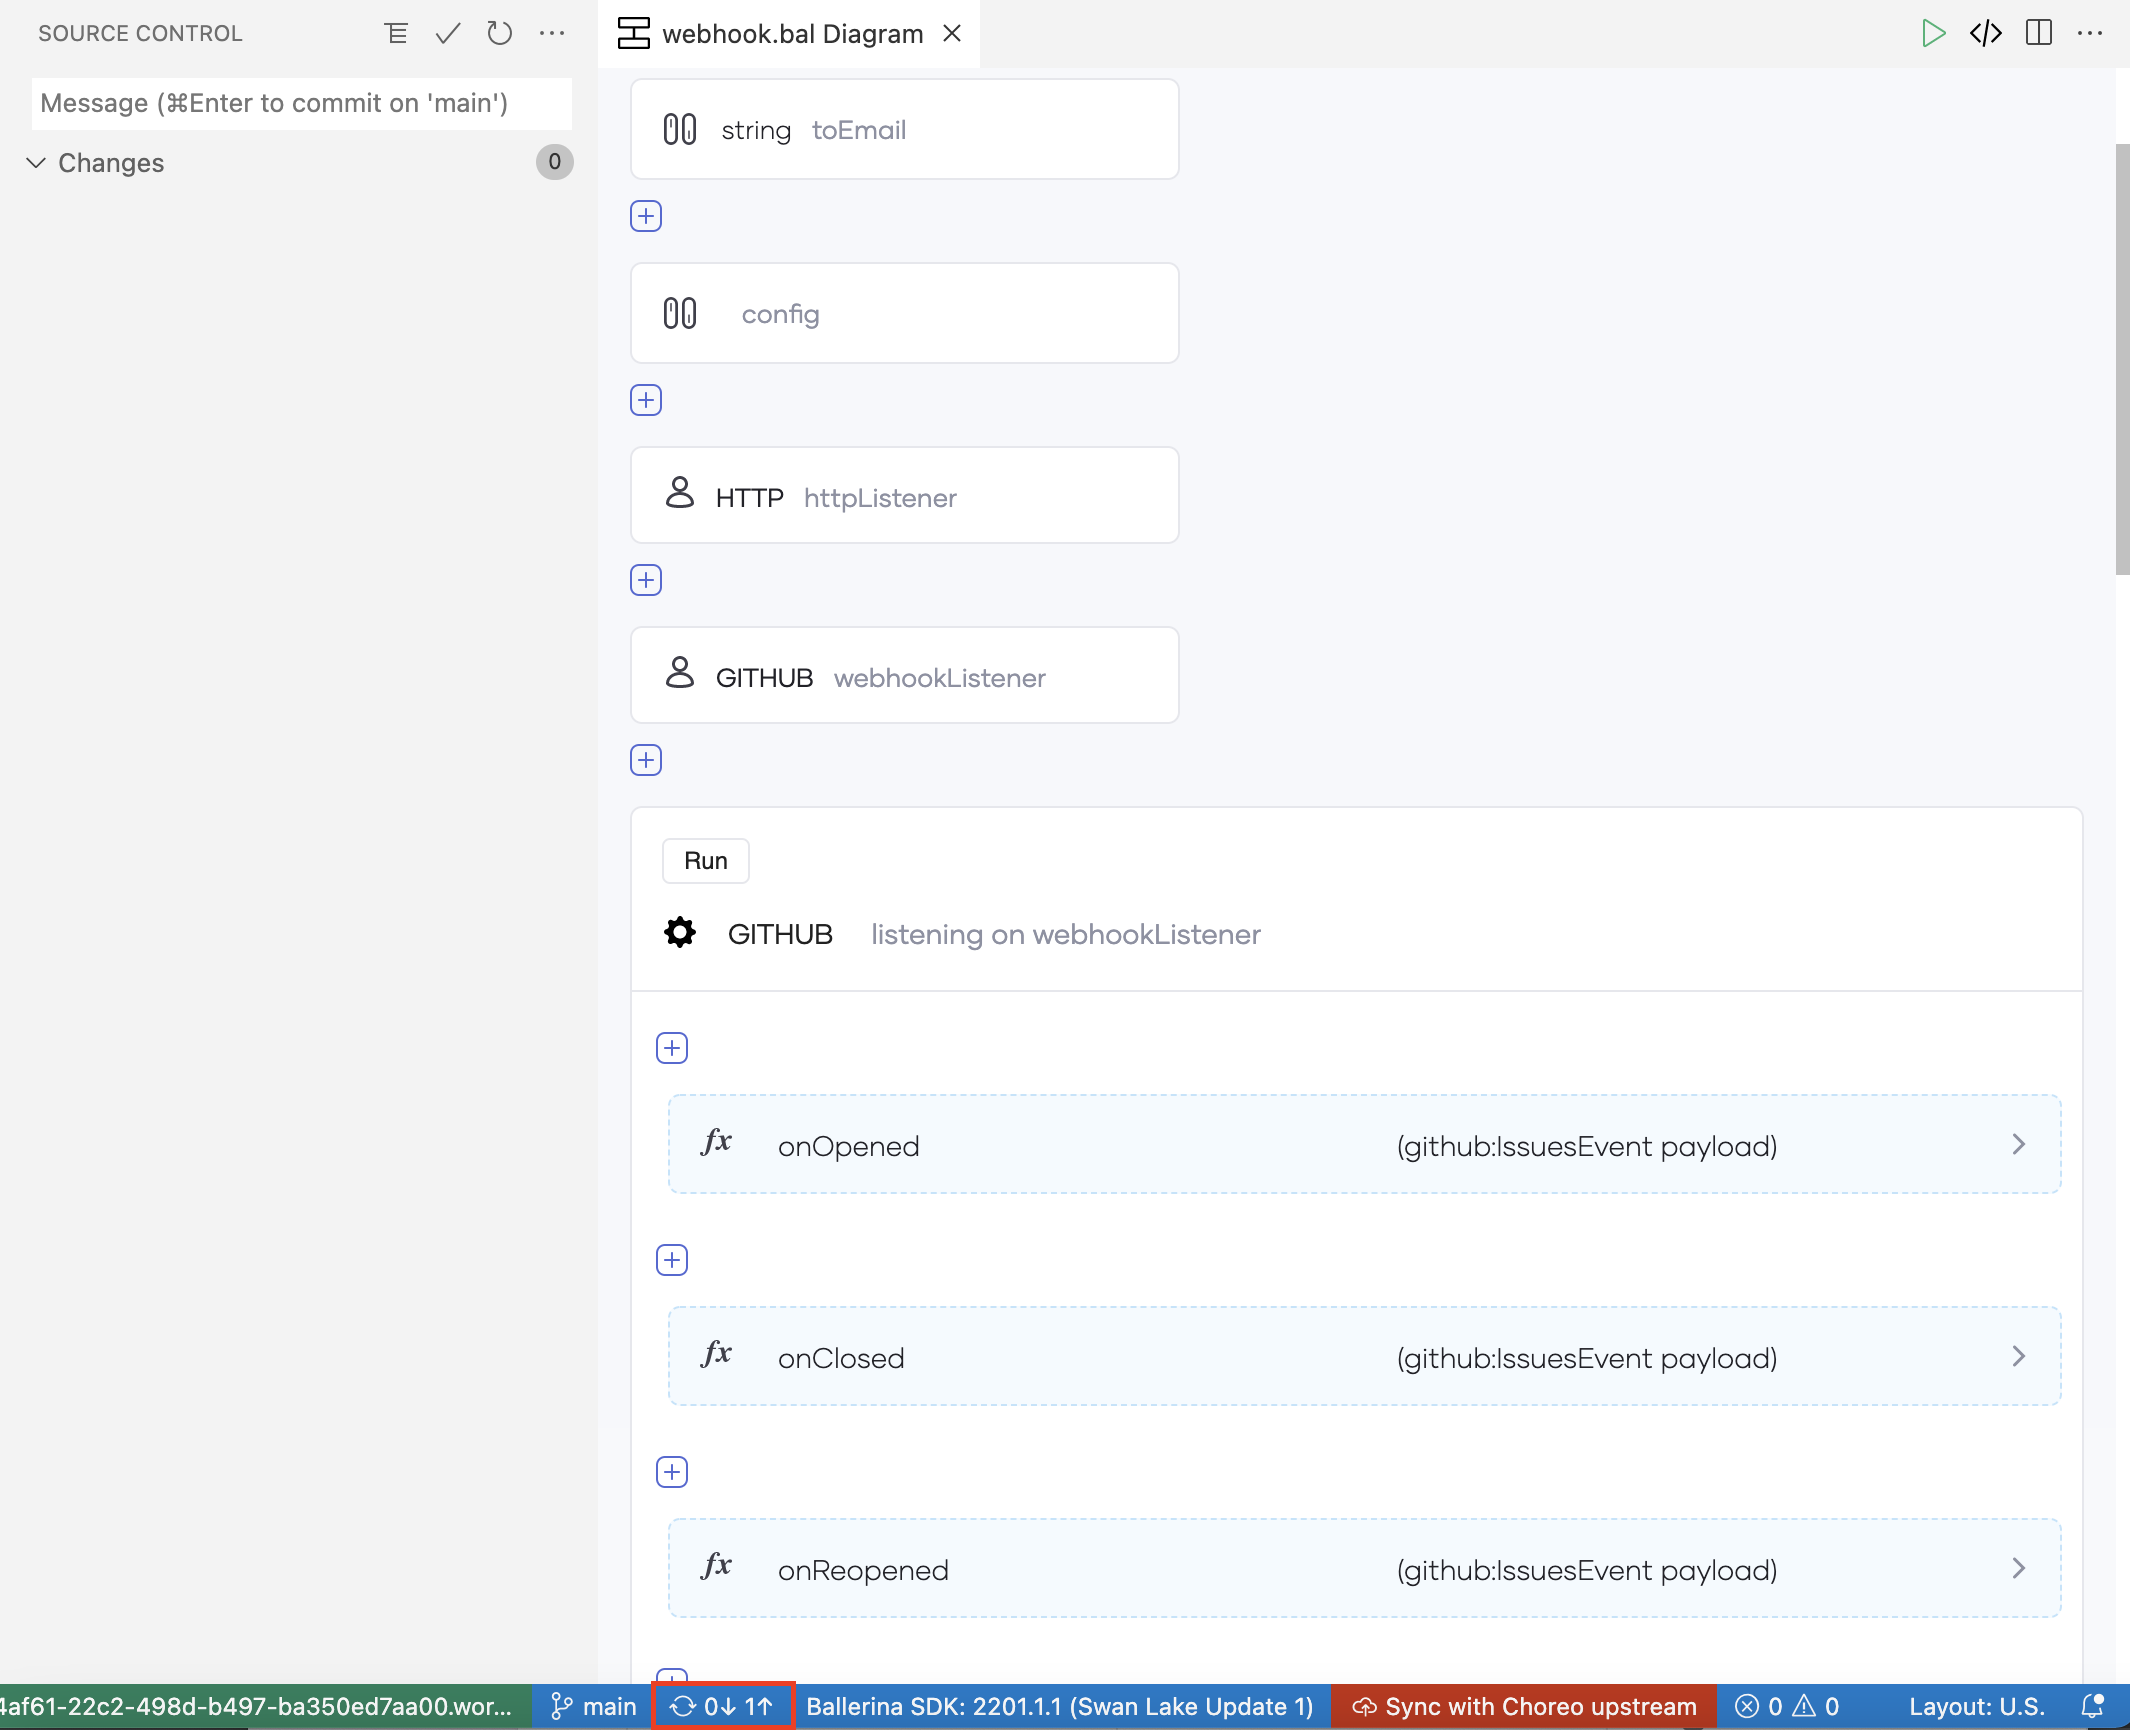 SOURCE CONTROL
Message (⌘Enter to commit on 'main')
Changes 0
webhook.bal Diagram
string toEmail
config
HTTP httpListener
GITHUB webhookListener
Run
GITHUB listening on webhookListener
fx onOpened (github:IssuesEvent payload)
fx onClosed (github:IssuesEvent payload)
fx onReopened (github:IssuesEvent payload)
4af61-22c2-498d-b497-ba350ed7aa00.wor... main 0↓ 1↑ Ballerina SDK: 2201.1.1 (Swan Lake Update 1) Sync with Choreo upstream 0 0 Layout: U.S.